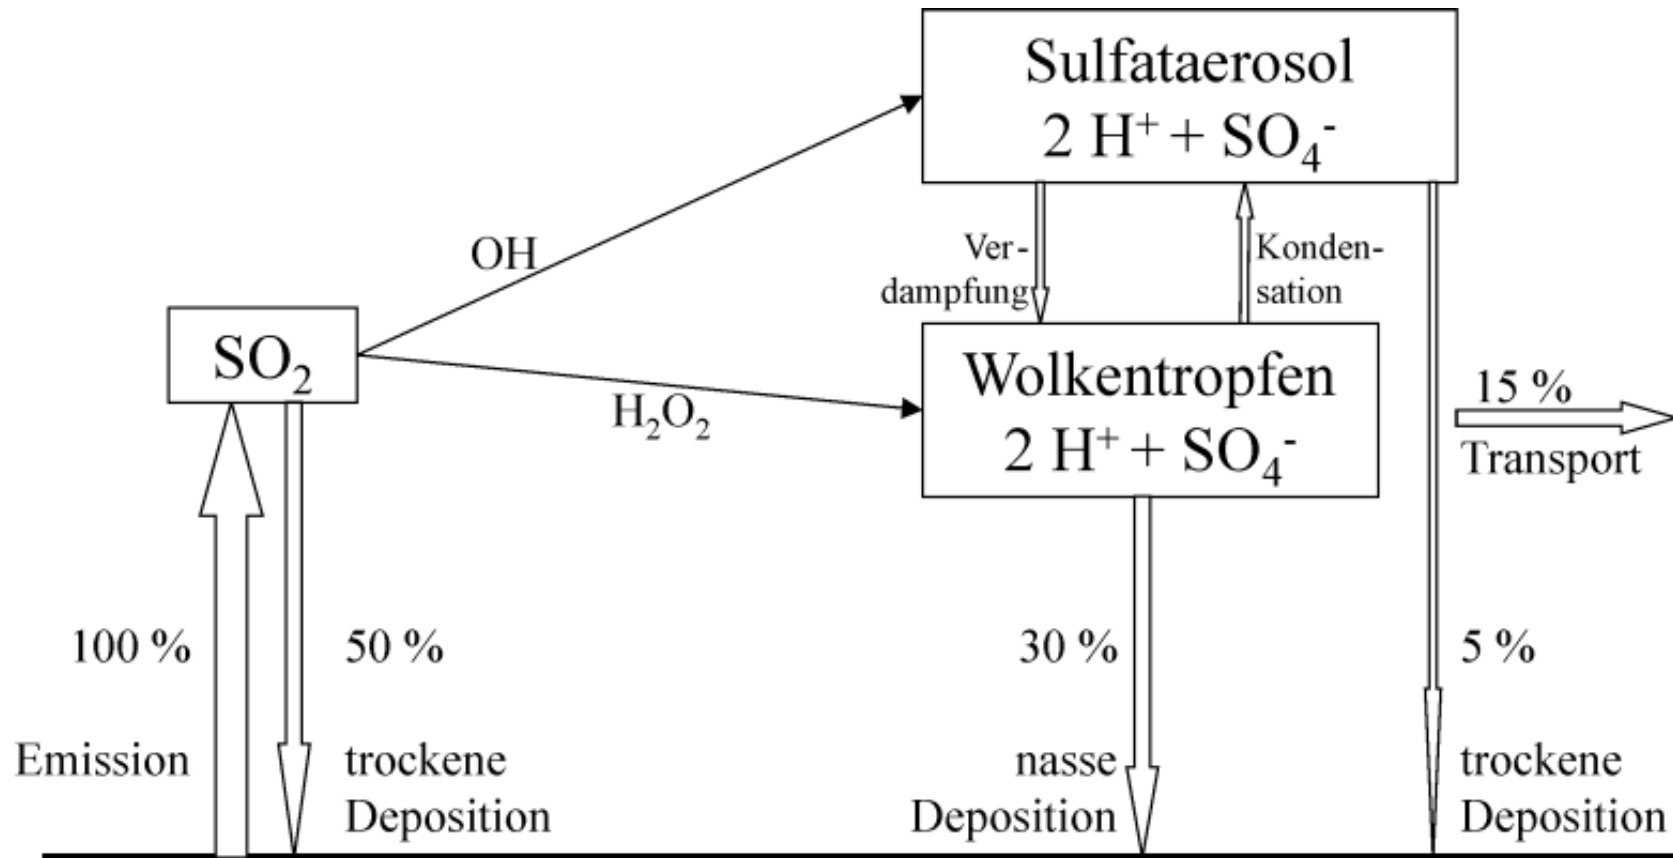 Sulfataerosol
2 H⁺ + SO₄⁻
OH
Ver-
dampfung
Konden-
sation
SO₂
H₂O₂
Wolkentropfen
2 H⁺ + SO₄⁻
15 %
Transport
100 %
50 %
30 %
5 %
Emission
trockene
Deposition
nasse
Deposition
trockene
Deposition